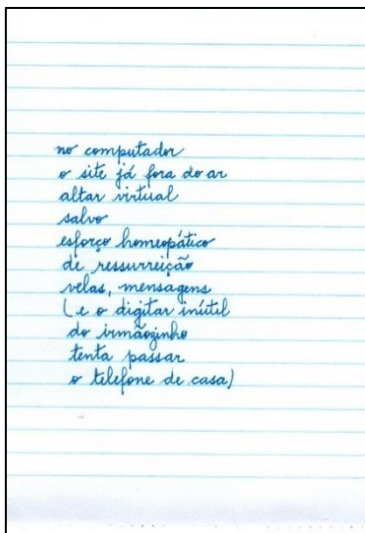 no computador
o site já fora do ar
altar virtual
salvo
esforço homeopático
de ressurreição
velas, mensagens
(e o digitar inútil
do irmãozinho
tenta passar
o telefone de casa)